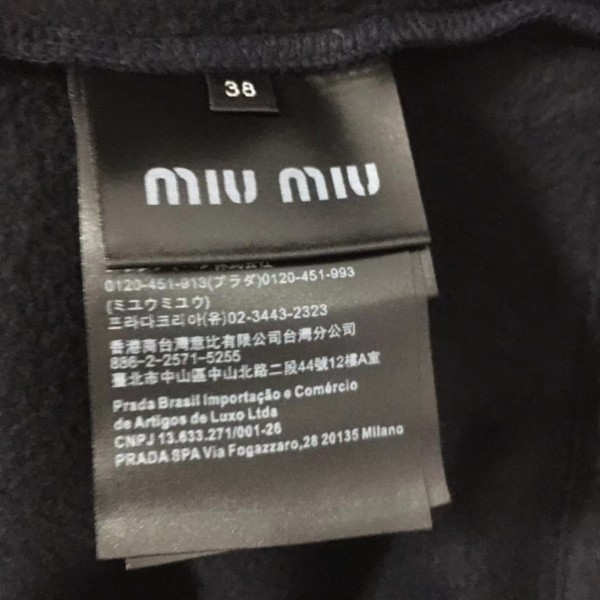 38
miu miu
0120-451-913(プラダ)0120-451-993
(ミユウミユウ)
프라다코리아(유)02-3443-2323
香港商台灣意比有限公司台灣分公司
886-2-2571-5255
臺北市中山區中山北路二段44號12樓A室
Prada Brasil Importação e Comércio
de Artigos de Luxo Ltda
CNPJ 13.633.271/001-26
PRADA SPA Via Fogazzaro,28 20135 Milano